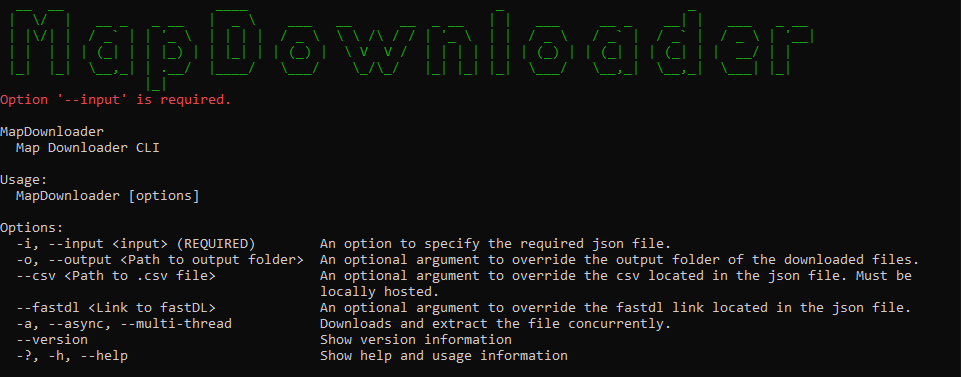 MapDownloader
Option '--input' is required.
MapDownloader
Map Downloader CLI
Usage:
MapDownloader [options]
Options:
-i, --input <input> (REQUIRED) An option to specify the required json file.
-o, --output <Path to output folder> An optional argument to override the output folder of the downloaded files.
--csv <Path to .csv file> An optional argument to override the csv located in the json file. Must be
locally hosted.
--fastdl <Link to fastDL> An optional argument to override the fastdl link located in the json file.
-a, --async, --multi-thread Downloads and extract the file concurrently.
--version Show version information
-?, -h, --help Show help and usage information